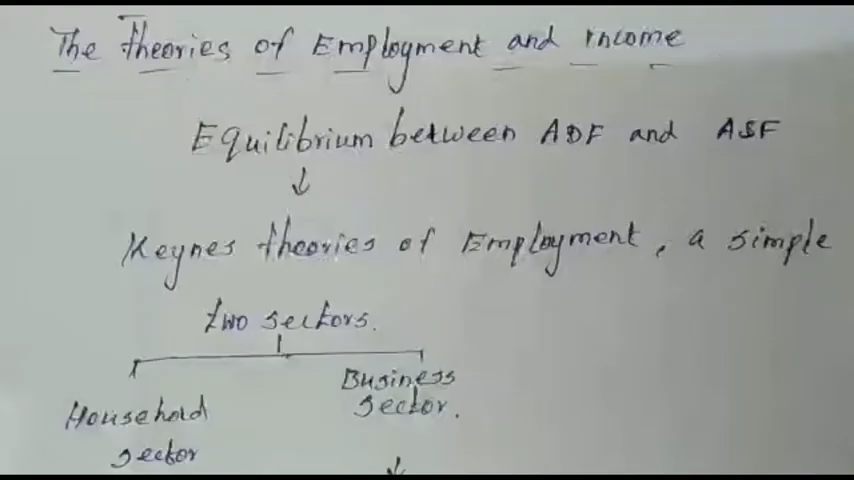 The Theories of Employment and income
Equilibrium between ADF and ASF
↓
Keynes theories of Employment, a simple
two sectors.
Household
sector
Business
sector.
↓